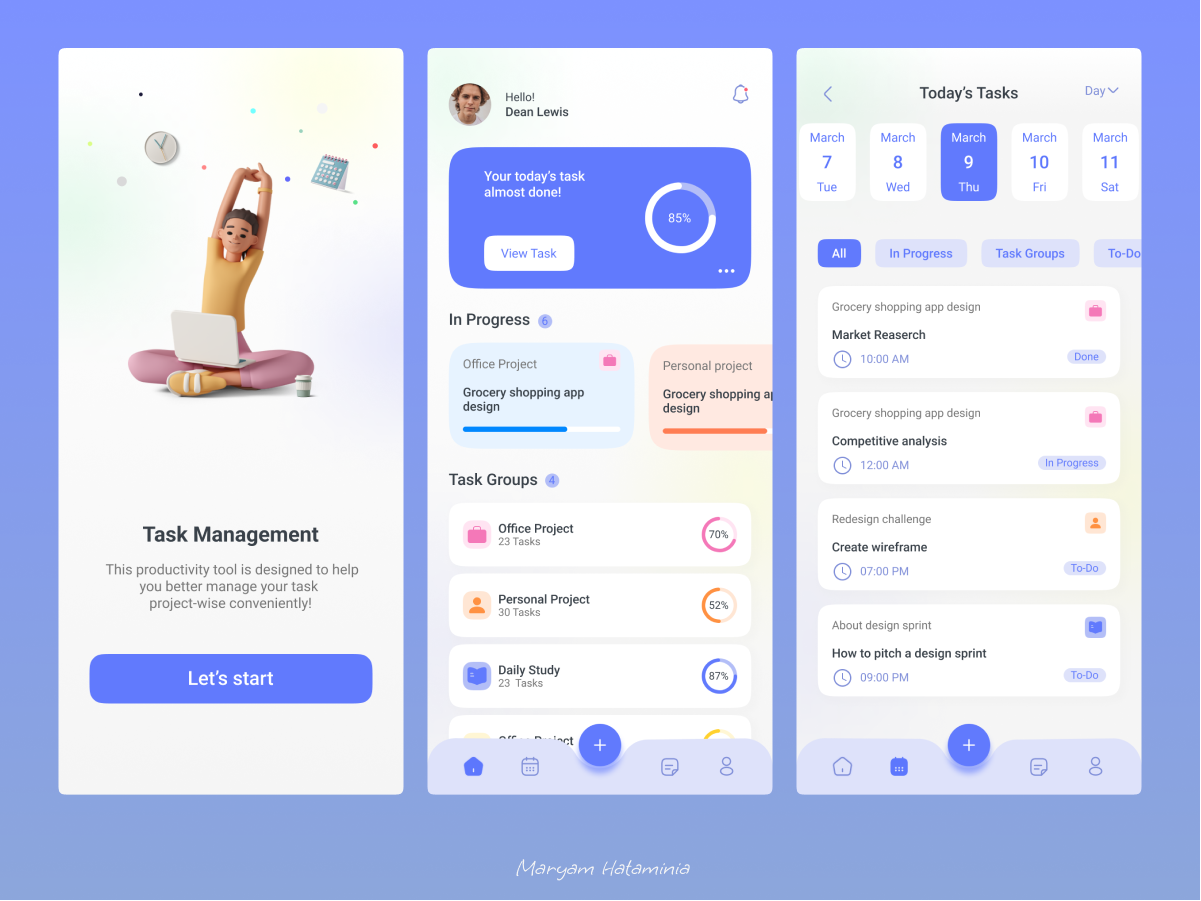 Task Management
This productivity tool is designed to help
you better manage your task
project-wise conveniently!
Let's start
Hello!
Dean Lewis
Your today's task
almost done!
85%
View Task
In Progress 6
Office Project
Grocery shopping app
design
Personal project
Grocery shopping ap
design
Task Groups 4
Office Project
23 Tasks
70%
Personal Project
30 Tasks
52%
Daily Study
23 Tasks
87%
Office Project
Today's Tasks
Day
March
7
Tue
March
8
Wed
March
9
Thu
March
10
Fri
March
11
Sat
All
In Progress
Task Groups
To-Do
Grocery shopping app design
Market Reaserch
10:00 AM
Done
Grocery shopping app design
Competitive analysis
12:00 AM
In Progress
Redesign challenge
Create wireframe
07:00 PM
To-Do
About design sprint
How to pitch a design sprint
09:00 PM
To-Do
Maryam Hataminia